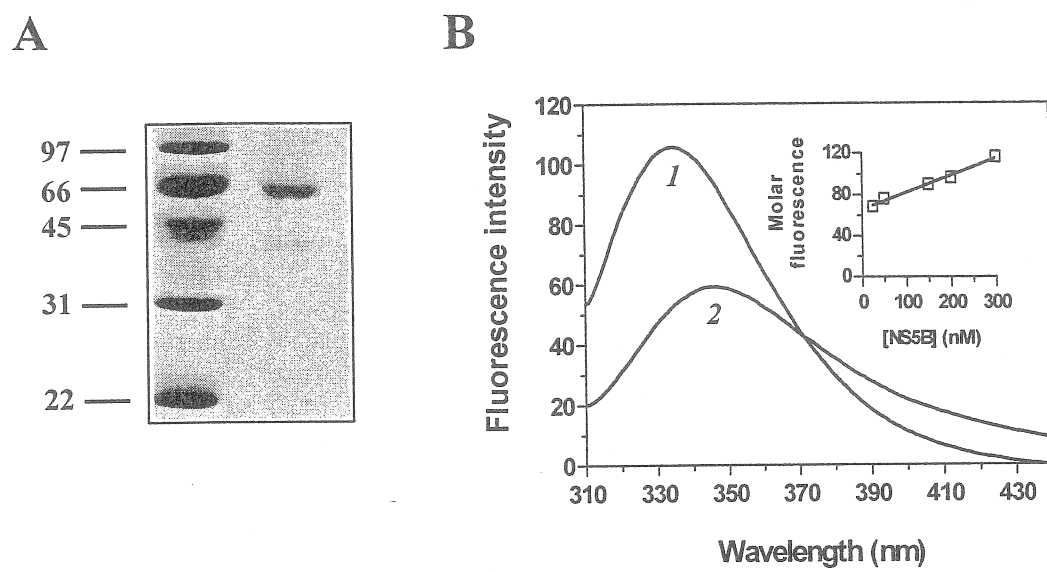 A
97
66
45
31
22
B
Fluorescence intensity
120
100
80
60
40
20
0
310 330 350 370 390 410 430
Wavelength (nm)
1
2
Molar
fluorescence
120
80
40
0
0 100 200 300
[NS5B] (nM)